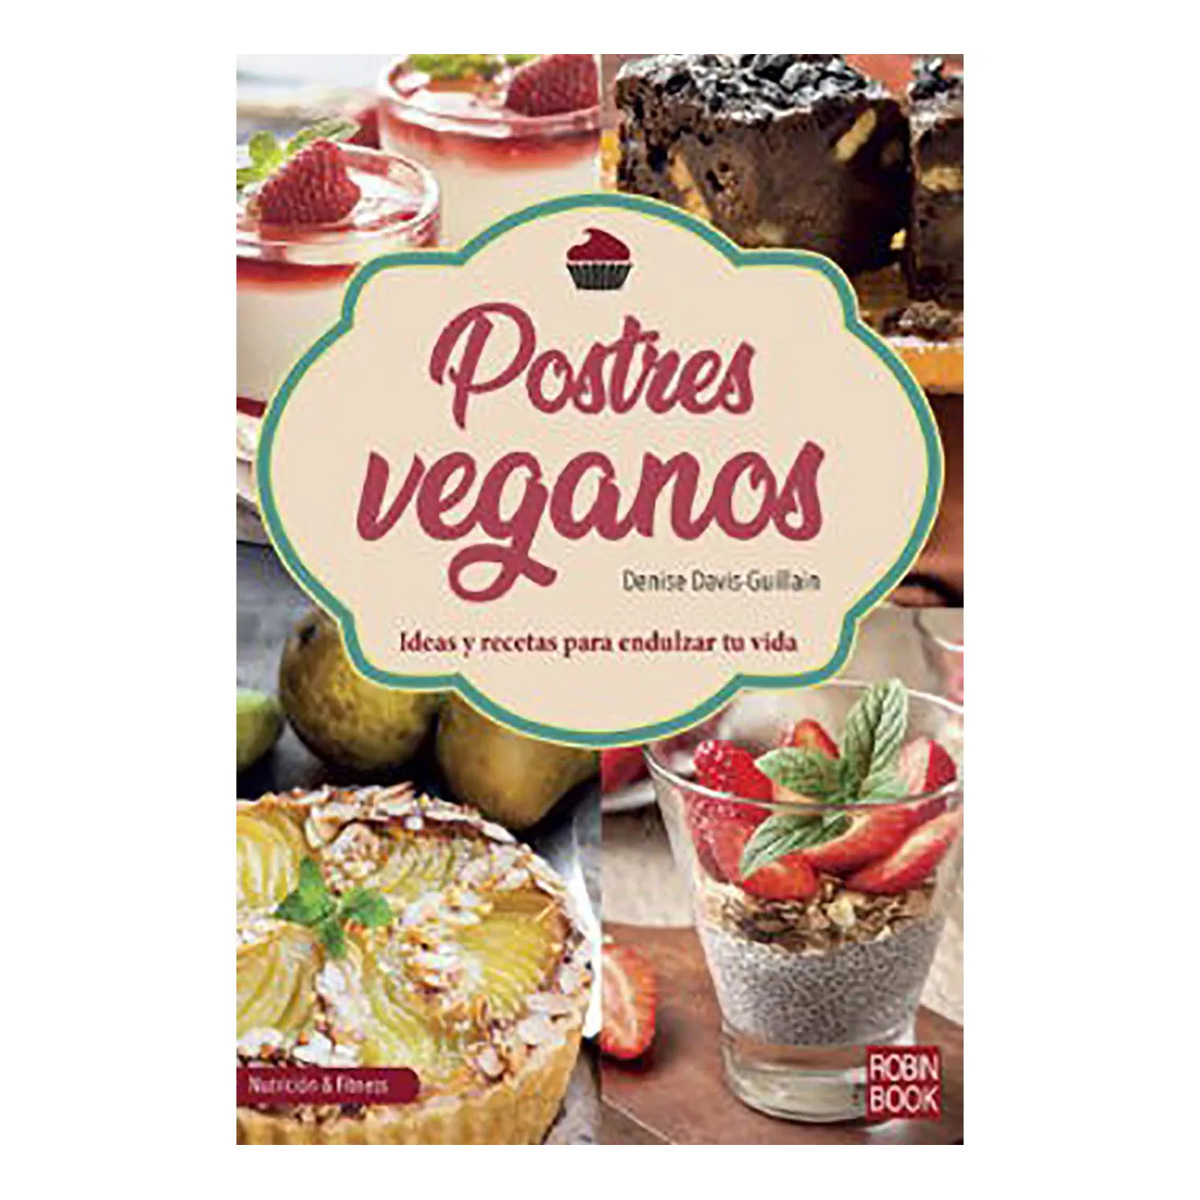 Postres
veganos
Denise Davis-Guillain
Ideas y recetas para endulzar tu vida
Nutrición & Fitness
ROBIN
BOOK